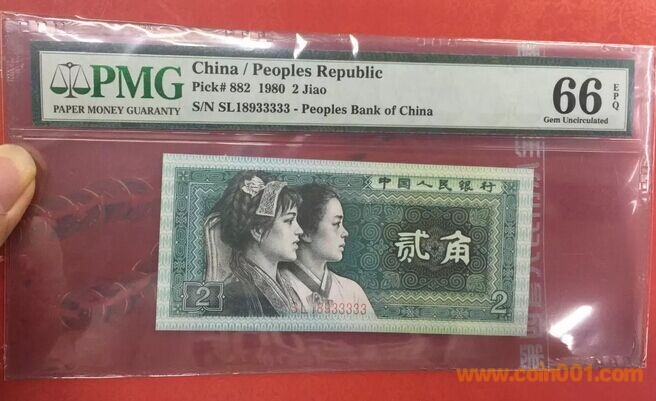 PMG
PAPER MONEY GUARANTY
China / Peoples Republic
Pick# 882 1980 2 Jiao
S/N SL18933333 - Peoples Bank of China
66 EPQ
Gem Uncirculated
中国人民银行
贰角
2
SL18933333
2
www.coin001.com